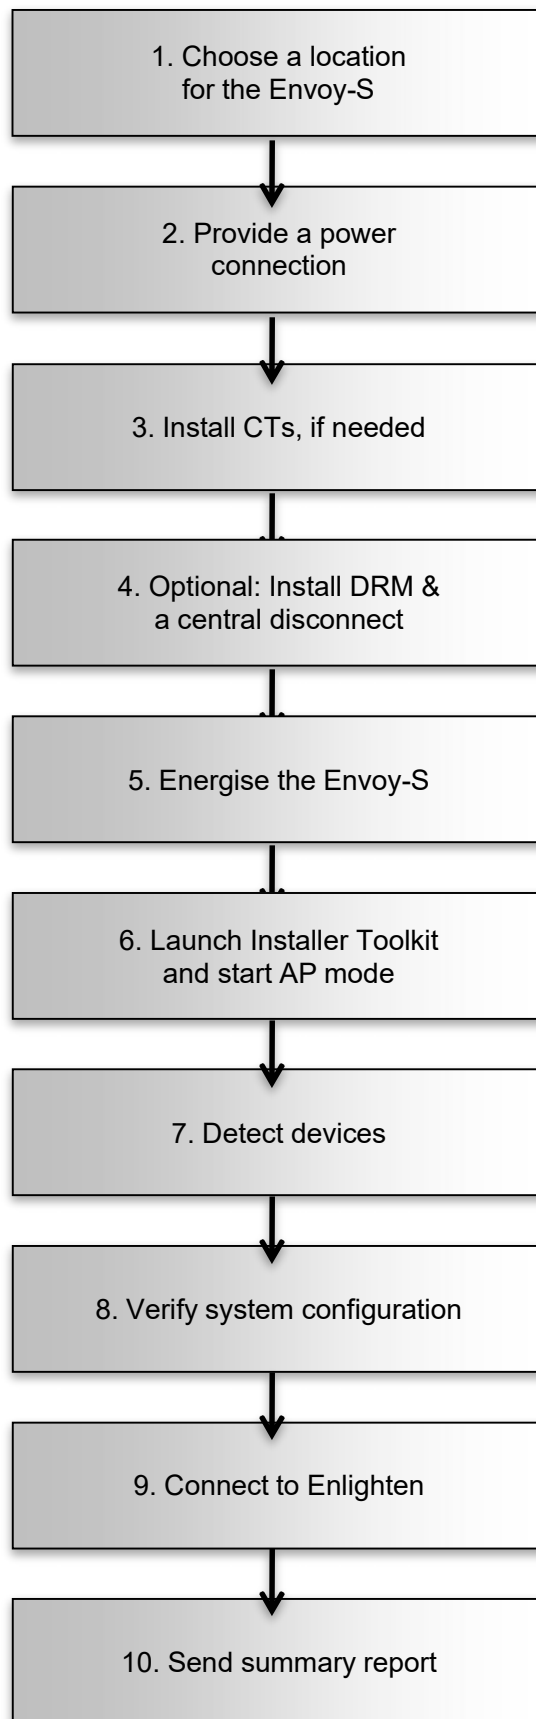 1. Choose a location
for the Envoy-S
2. Provide a power
connection
3. Install CTs, if needed
4. Optional: Install DRM &
a central disconnect
5. Energise the Envoy-S
6. Launch Installer Toolkit
and start AP mode
7. Detect devices
8. Verify system configuration
9. Connect to Enlighten
10. Send summary report